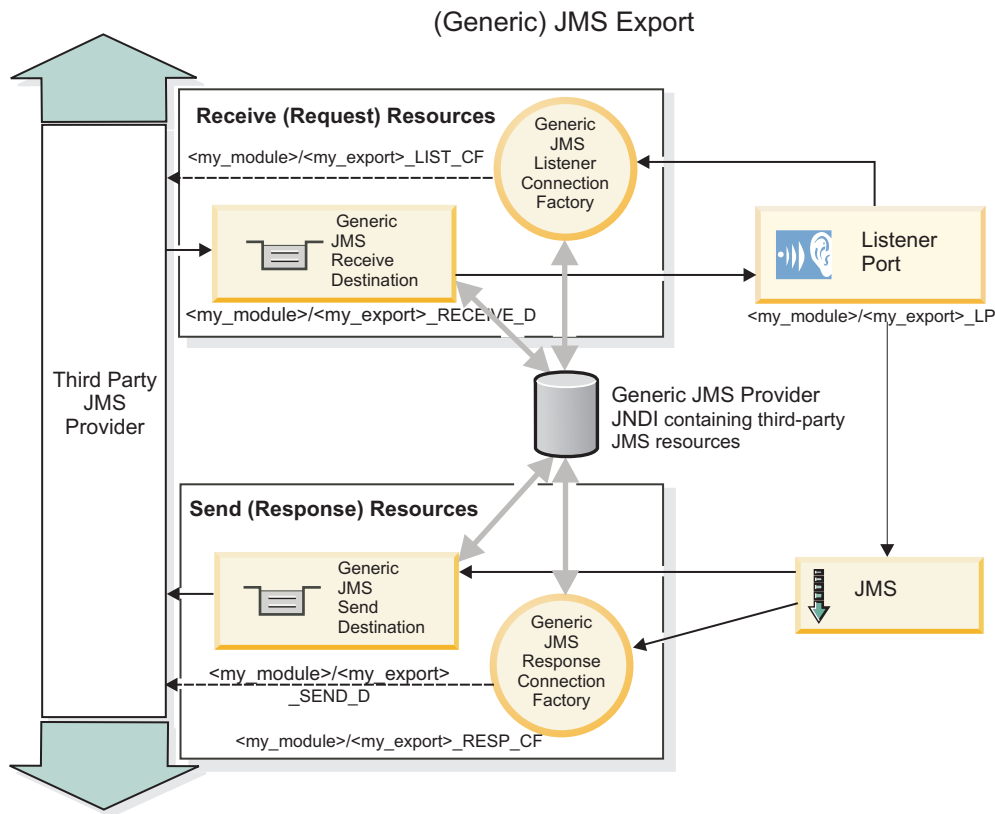 (Generic) JMS Export
Receive (Request) Resources
<my_module>/<my_export>_LIST_CF
Generic
JMS
Listener
Connection
Factory
Generic
JMS
Receive
Destination
<my_module>/<my_export>_RECEIVE_D
Listener
Port
<my_module>/<my_export>_LP
Third Party
JMS
Provider
Generic JMS Provider
JNDI containing third-party
JMS resources
Send (Response) Resources
Generic
JMS
Send
Destination
JMS
Generic
JMS
Response
Connection
Factory
<my_module>/<my_export>
_SEND_D
<my_module>/<my_export>_RESP_CF